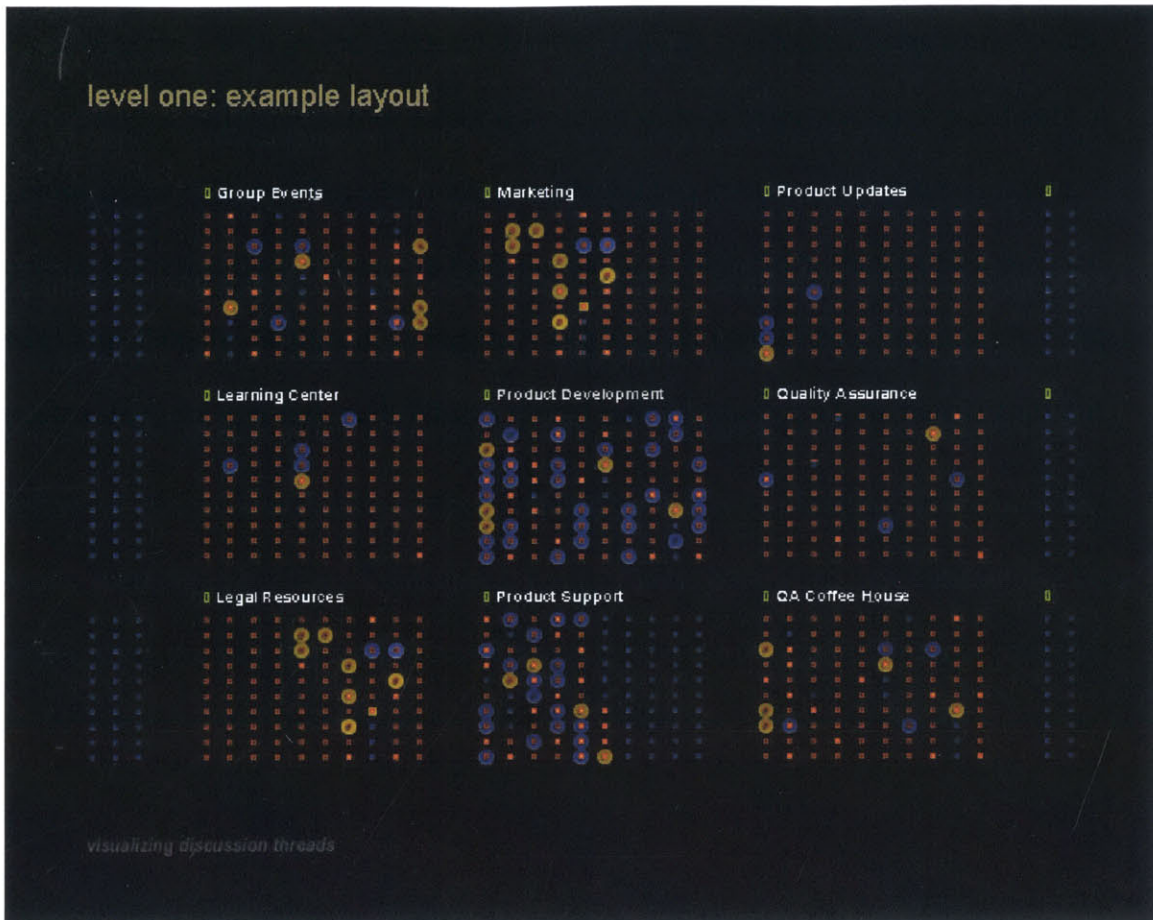 level one: example layout
Group Events
Marketing
Product Updates
Learning Center
Product Development
Quality Assurance
Legal Resources
Product Support
QA Coffee House
visualizing discussion threads